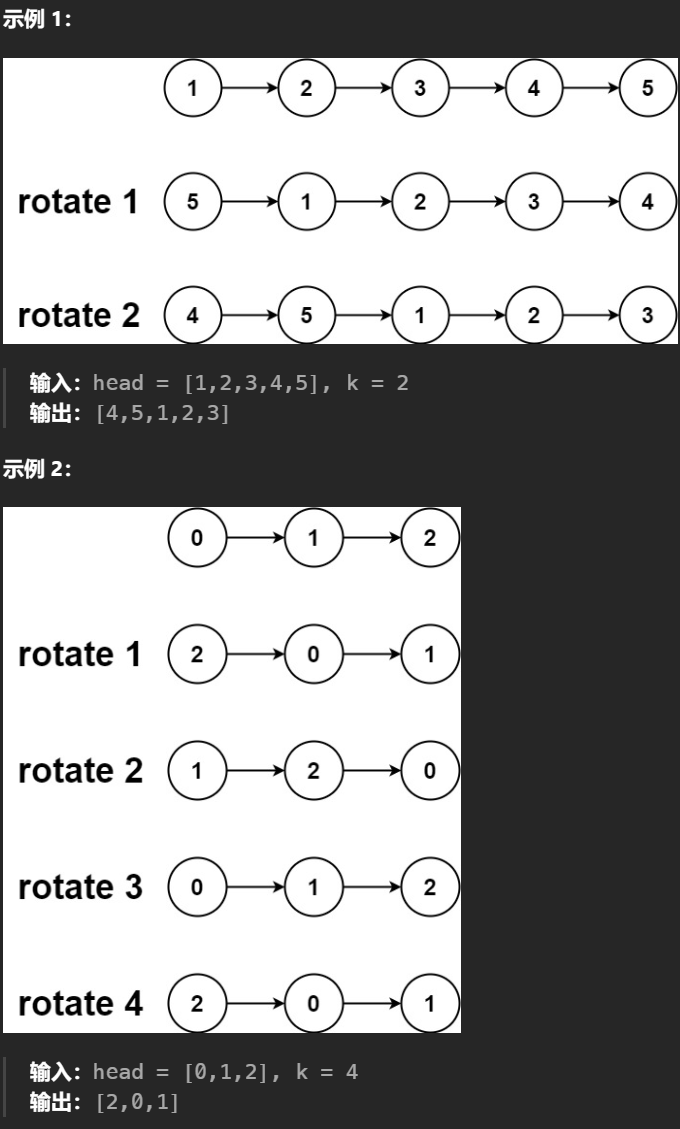 示例 1：
1 2 3 4 5
rotate 1 5 1 2 3 4
rotate 2 4 5 1 2 3
输入：head = [1,2,3,4,5], k = 2
输出：[4,5,1,2,3]
示例 2：
0 1 2
rotate 1 2 0 1
rotate 2 1 2 0
rotate 3 0 1 2
rotate 4 2 0 1
输入：head = [0,1,2], k = 4
输出：[2,0,1]